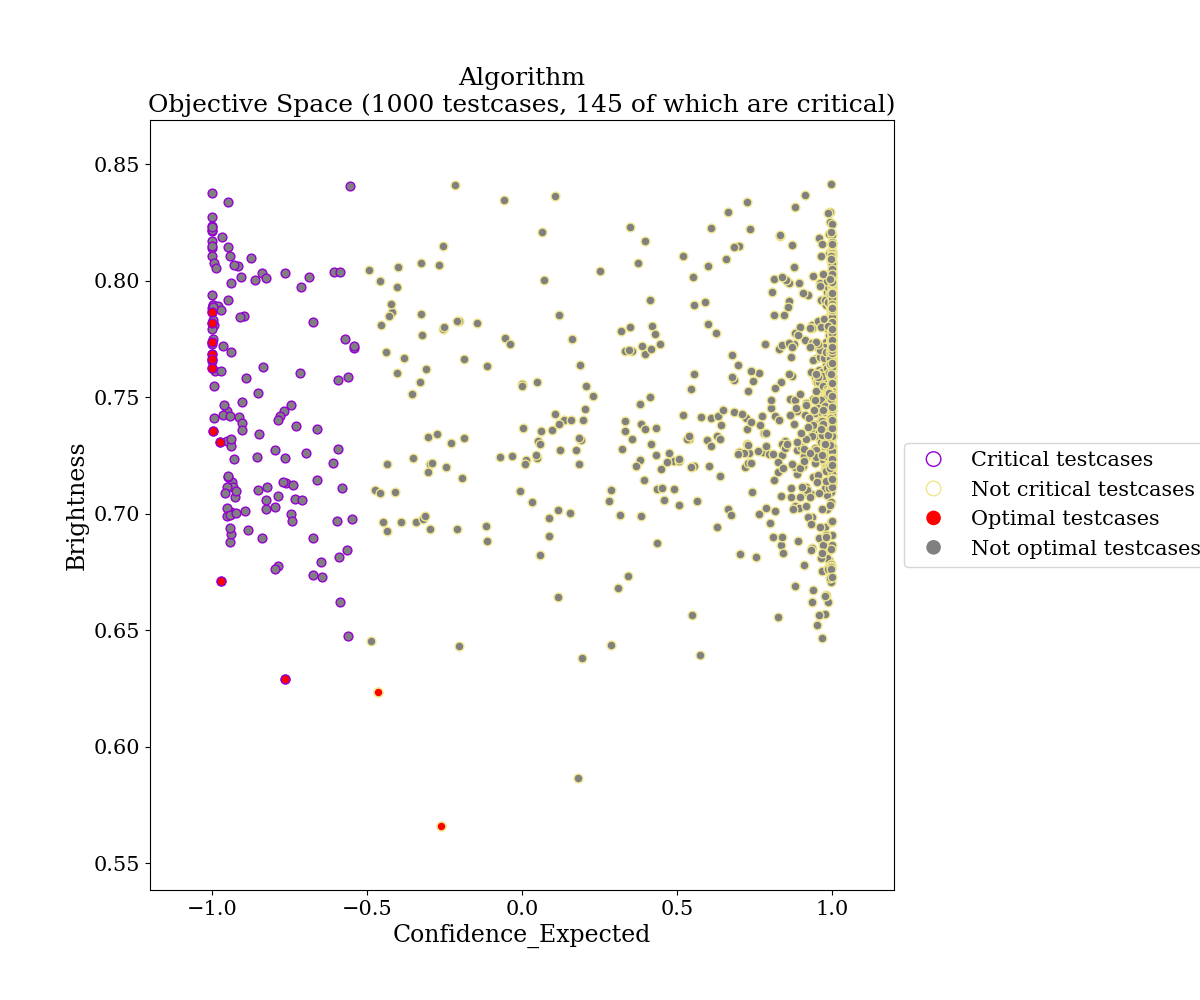 Algorithm
Objective Space (1000 testcases, 145 of which are critical)
0.85
0.80
0.75
0.70
0.65
0.60
0.55
Brightness
−1.0
−0.5
0.0
0.5
1.0
Confidence_Expected
Critical testcases
Not critical testcases
Optimal testcases
Not optimal testcases